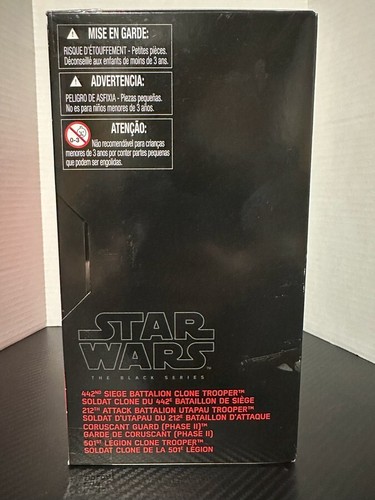 MISE EN GARDE:
RISQUE D'ÉTOUFFEMENT - Petites pièces.
Déconseillé aux enfants de moins de 3 ans.
ADVERTENCIA:
PELIGRO DE ASFIXIA - Piezas pequeñas.
No es para niños menores de 3 años.
ATENÇÃO:
0-3
Não recomendável para crianças
menores de 3 anos por conter partes pequenas
que podem ser engolidas.
STAR
WARS
THE BLACK SERIES
442ND SIEGE BATTALION CLONE TROOPER™
SOLDAT CLONE DU 442E BATAILLON DE SIÈGE
212TH ATTACK BATTALION UTAPAU TROOPER™
SOLDAT D'UTAPAU DU 212E BATAILLON D'ATTAQUE
CORUSCANT GUARD (PHASE II)™
GARDE DE CORUSCANT (PHASE II)
501ST LEGION CLONE TROOPER™
SOLDAT CLONE DE LA 501E LÉGION